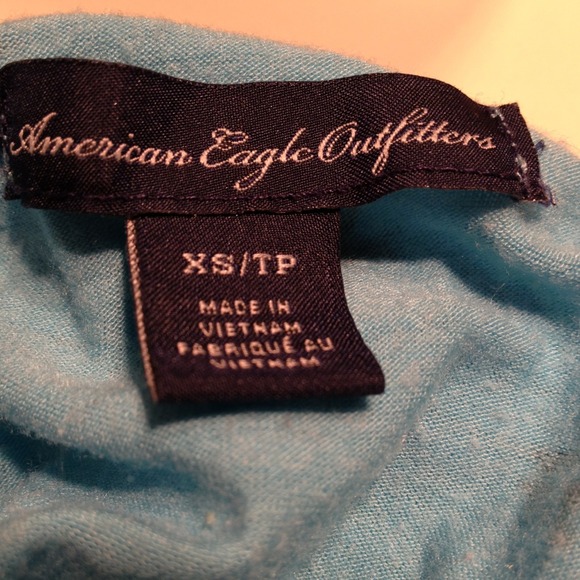 American Eagle Outfitters
XS/TP
MADE IN
VIETNAM
FABRIQUÉ AU
VIETNAM